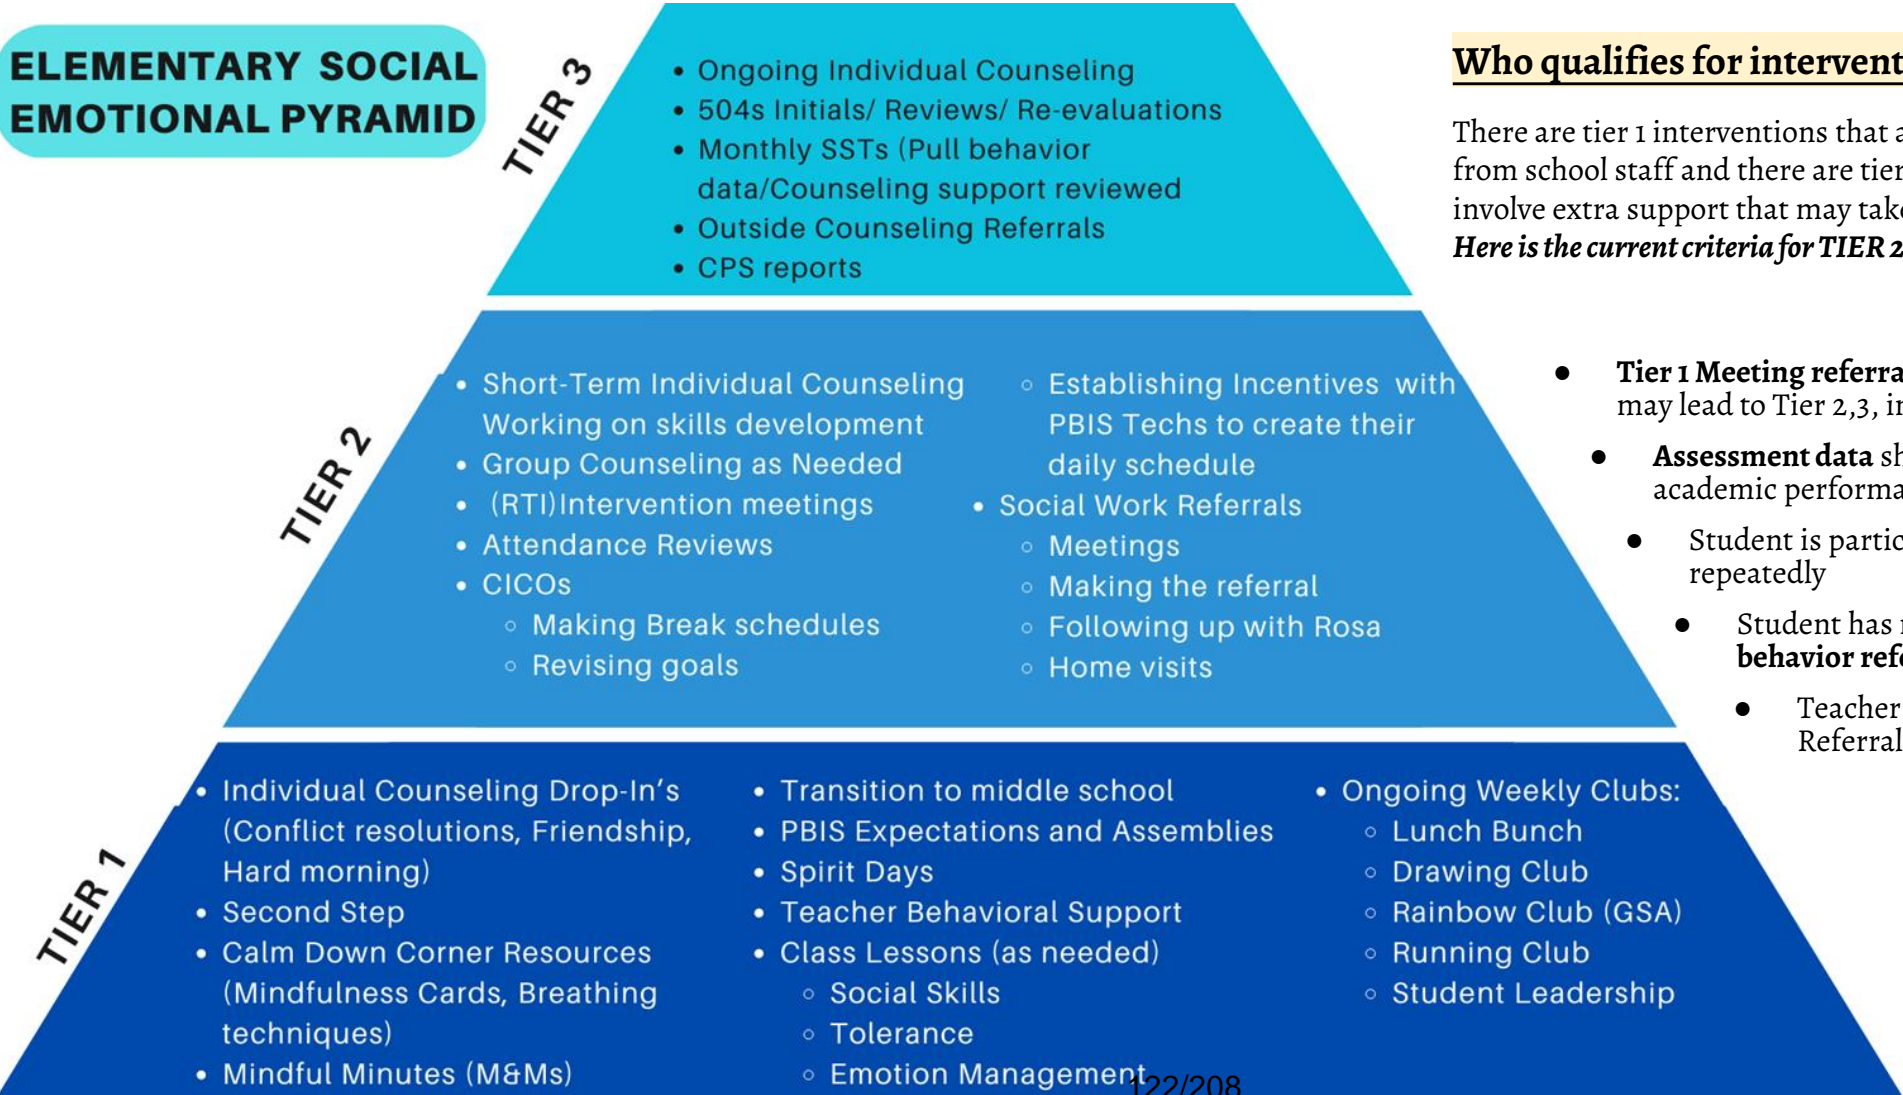 ELEMENTARY SOCIAL
EMOTIONAL PYRAMID
TIER 3
• Ongoing Individual Counseling
• 504s Initials/ Reviews/ Re-evaluations
• Monthly SSTs (Pull behavior
data/Counseling support reviewed
• Outside Counseling Referrals
• CPS reports
TIER 2
• Short-Term Individual Counseling
Working on skills development
• Group Counseling as Needed
• (RTI)Intervention meetings
• Attendance Reviews
• CICOs
◦ Making Break schedules
◦ Revising goals
◦ Establishing Incentives with
PBIS Techs to create their
daily schedule
• Social Work Referrals
◦ Meetings
◦ Making the referral
◦ Following up with Rosa
◦ Home visits
TIER 1
• Individual Counseling Drop-In's
(Conflict resolutions, Friendship,
Hard morning)
• Second Step
• Calm Down Corner Resources
(Mindfulness Cards, Breathing
techniques)
• Mindful Minutes (M&Ms)
• Transition to middle school
• PBIS Expectations and Assemblies
• Spirit Days
• Teacher Behavioral Support
• Class Lessons (as needed)
◦ Social Skills
◦ Tolerance
◦ Emotion Management
• Ongoing Weekly Clubs:
◦ Lunch Bunch
◦ Drawing Club
◦ Rainbow Club (GSA)
◦ Running Club
◦ Student Leadership
Who qualifies for
There are tier 1 interventions that
from school staff and there are
involve extra support that may
Here is the current criteria for TIER 2
● Tier 1 Meeting
may lead to Tier 2,3,
● Assessment data
academic
● Student is
repeatedly
● Student has
behavior
● Teacher
Referral
122/208